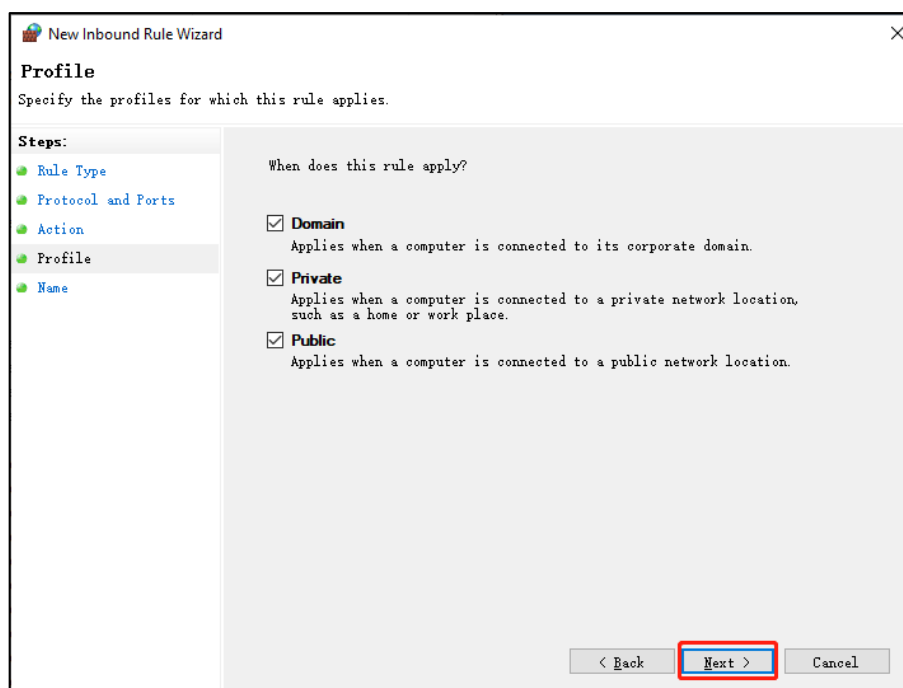 New Inbound Rule Wizard
Profile
Specify the profiles for which this rule applies.
Steps:
Rule Type
Protocol and Ports
Action
Profile
Name
When does this rule apply?
Domain
Applies when a computer is connected to its corporate domain.
Private
Applies when a computer is connected to a private network location,
such as a home or work place.
Public
Applies when a computer is connected to a public network location.
< Back
Next >
Cancel